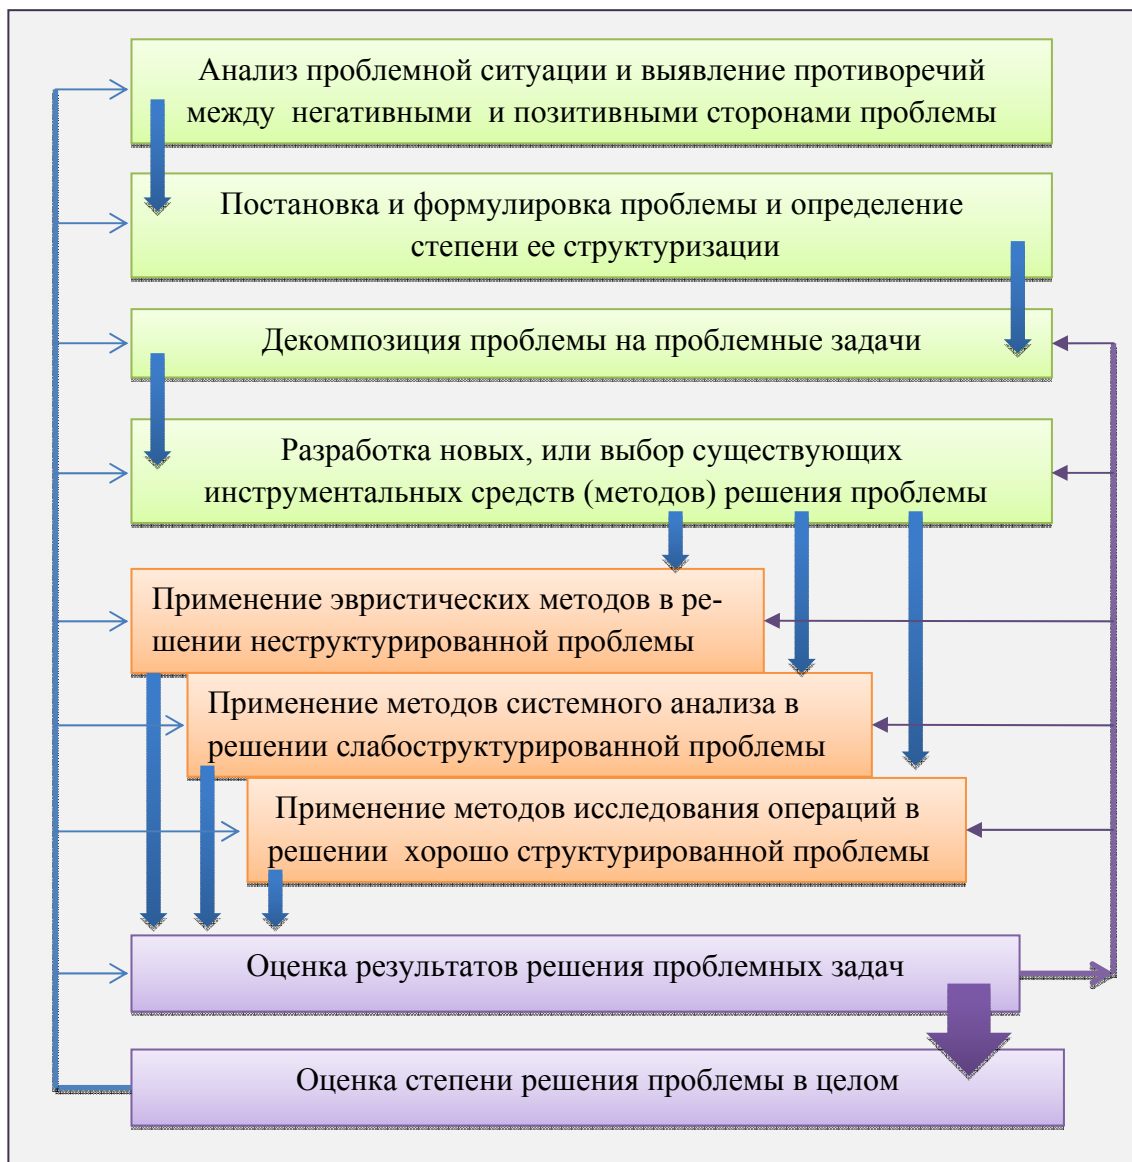 Анализ проблемной ситуации и выявление противоречий
между негативными и позитивными сторонами проблемы
Постановка и формулировка проблемы и определение
степени ее структуризации
Декомпозиция проблемы на проблемные задачи
Разработка новых, или выбор существующих
инструментальных средств (методов) решения проблемы
Применение эвристических методов в ре-
шении неструктурированной проблемы
Применение методов системного анализа в
решении слабоструктурированной проблемы
Применение методов исследования операций в
решении хорошо структурированной проблемы
Оценка результатов решения проблемных задач
Оценка степени решения проблемы в целом